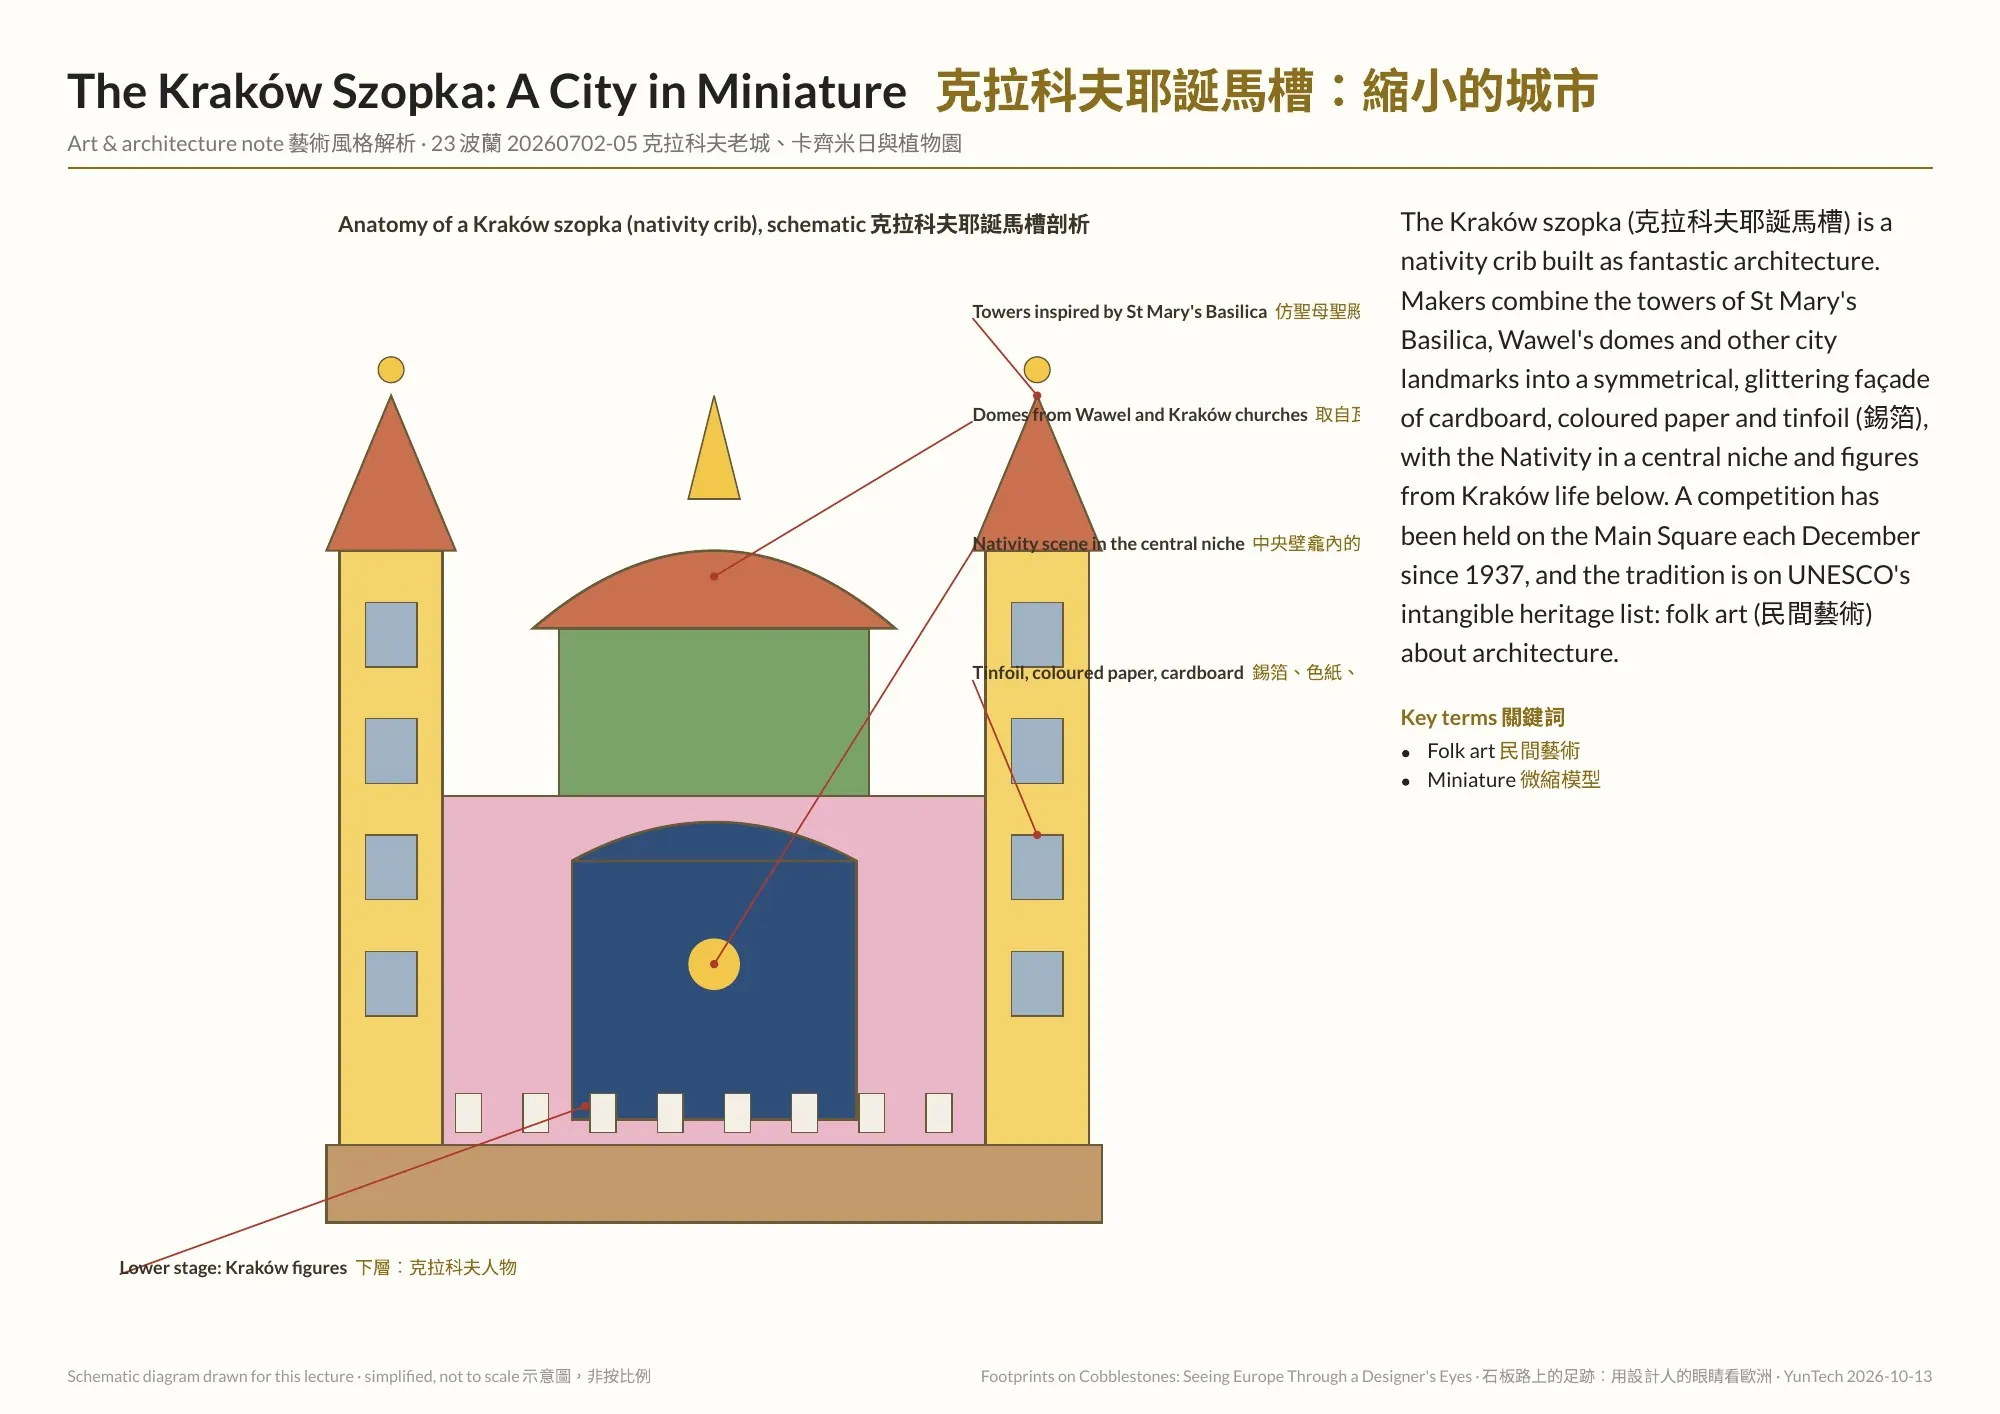 The Kraków Szopka: A City in Miniature 克拉科夫耶誕馬槽：縮小的城市
Art & architecture note 藝術風格解析 · 23 波蘭 20260702-05 克拉科夫老城、卡齊米日與植物園
Anatomy of a Kraków szopka (nativity crib), schematic 克拉科夫耶誕馬槽剖析
Towers inspired by St Mary's Basilica 仿聖母聖殿
Domes from Wawel and Kraków churches 取自
Nativity scene in the central niche 中央壁龕內的
Tinfoil, coloured paper, cardboard 錫箔、色紙、
Lower stage: Kraków figures 下層：克拉科夫人物
The Kraków szopka (克拉科夫耶誕馬槽) is a
nativity crib built as fantastic architecture.
Makers combine the towers of St Mary's
Basilica, Wawel's domes and other city
landmarks into a symmetrical, glittering façade
of cardboard, coloured paper and tinfoil (錫箔),
with the Nativity in a central niche and figures
from Kraków life below. A competition has
been held on the Main Square each December
since 1937, and the tradition is on UNESCO's
intangible heritage list: folk art (民間藝術)
about architecture.
Key terms 關鍵詞
• Folk art 民間藝術
• Miniature 微縮模型
Schematic diagram drawn for this lecture · simplified, not to scale 示意圖，非按比例
Footprints on Cobblestones: Seeing Europe Through a Designer's Eyes · 石板路上的足跡：用設計人的眼睛看歐洲 · YunTech 2026-10-13